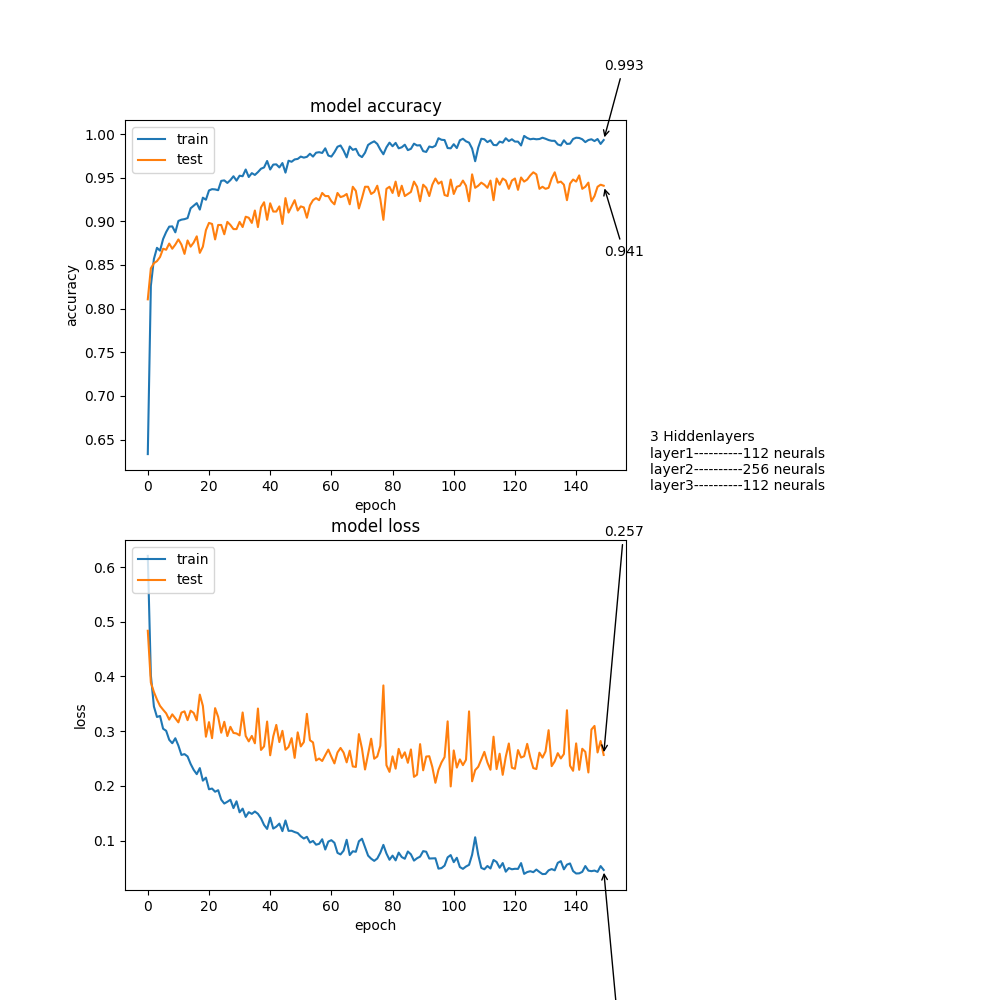 0.993
model accuracy
train
test
1.00
0.95
0.90
0.85
0.80
0.75
0.70
0.65
accuracy
0.941
0 20 40 60 80 100 120 140
epoch
3 Hiddenlayers
layer1----------112 neurals
layer2----------256 neurals
layer3----------112 neurals
model loss
0.257
train
test
0.6
0.5
0.4
0.3
0.2
0.1
loss
0 20 40 60 80 100 120 140
epoch